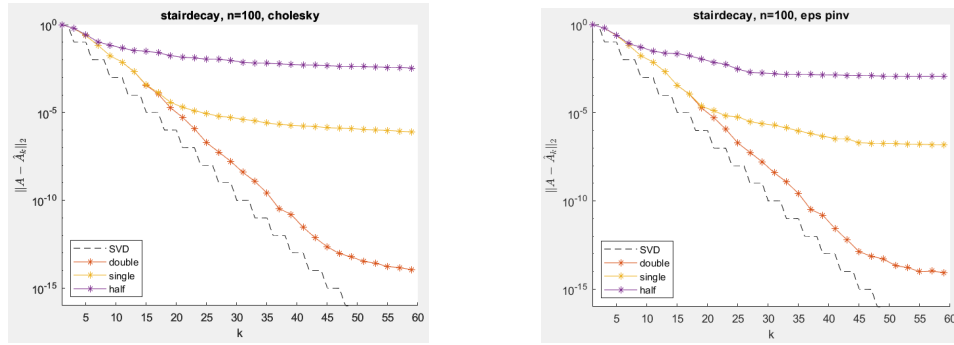 stairdecay, n=100, cholesky
10^0
10^-5
10^-10
10^-15
‖A − Â_k‖_2
SVD
double
single
half
5 10 15 20 25 30 35 40 45 50 55 60
k
stairdecay, n=100, eps pinv
10^0
10^-5
10^-10
10^-15
‖A − Â_k‖_2
SVD
double
single
half
5 10 15 20 25 30 35 40 45 50 55 60
k